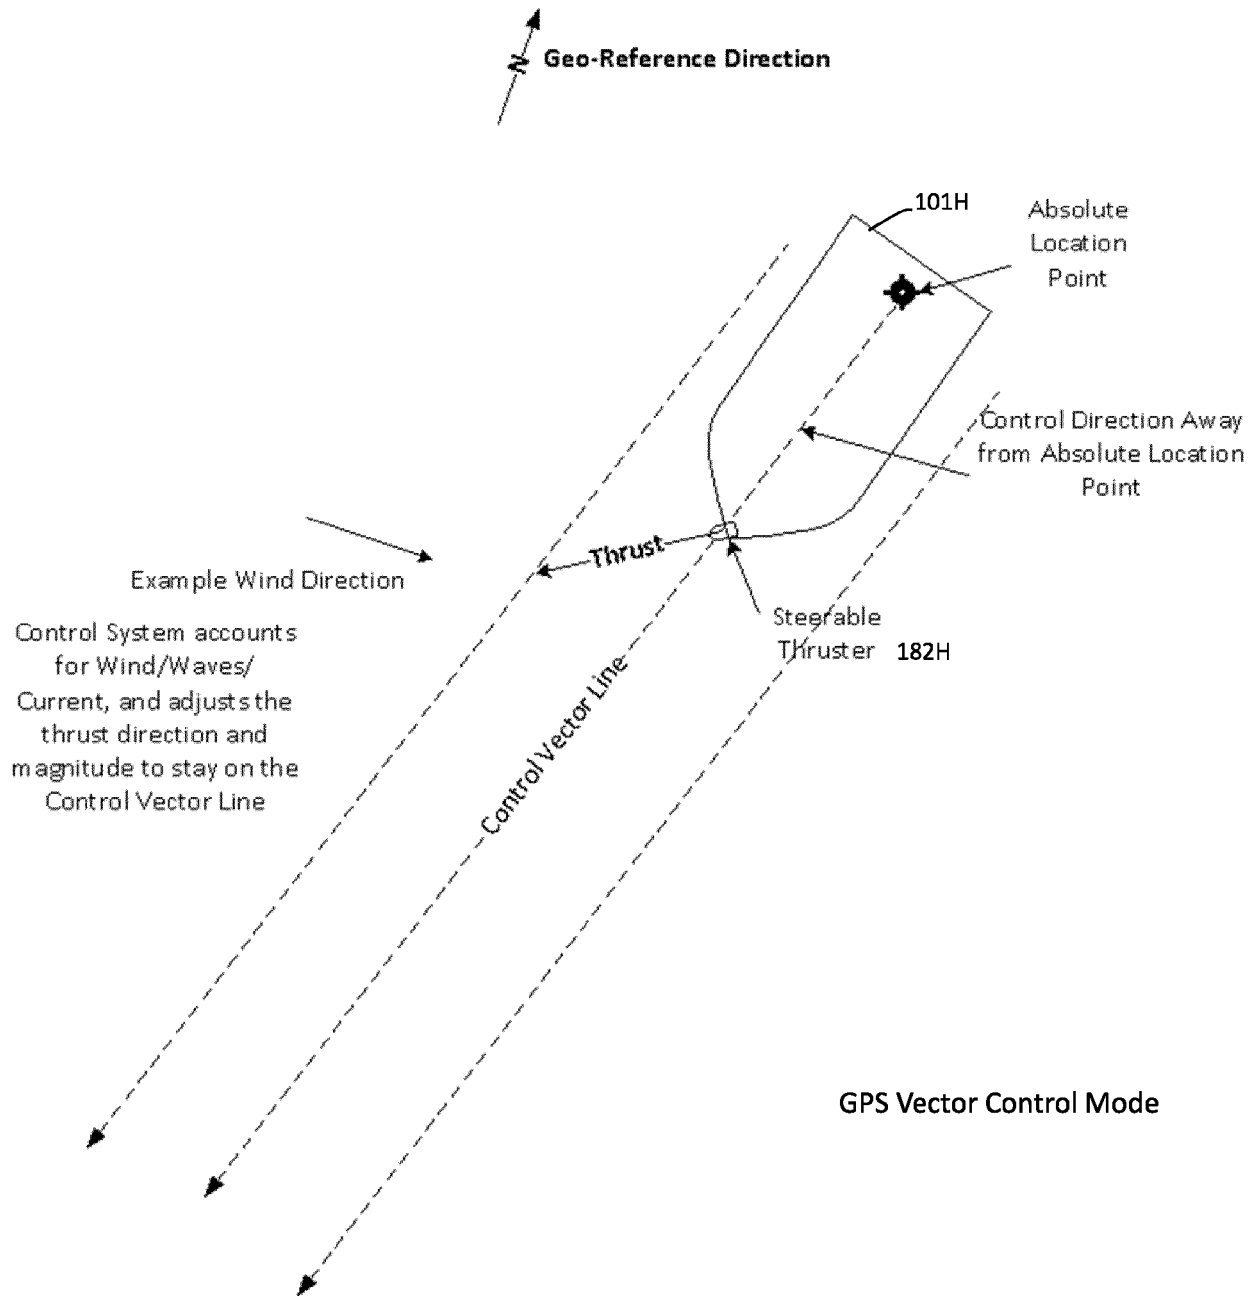 N
Geo-Reference Direction
101H
Absolute
Location
Point
Control Direction Away
from Absolute Location
Point
Thrust
Example Wind Direction
Steerable
Thruster 182H
Control System accounts
for Wind/Waves/
Current, and adjusts the
thrust direction and
magnitude to stay on the
Control Vector Line
Control Vector Line
GPS Vector Control Mode